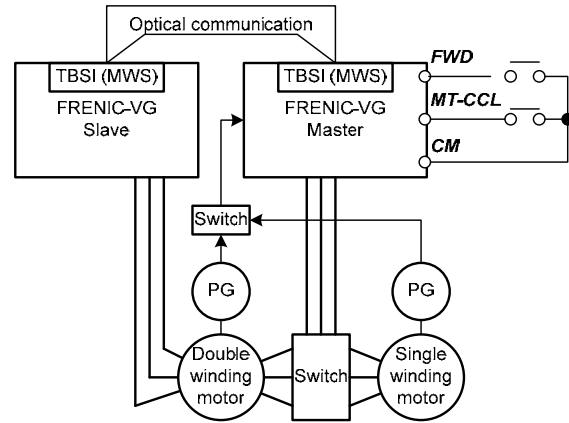 Optical communication
TBSI (MWS)
FRENIC-VG
Slave
TBSI (MWS)
FRENIC-VG
Master
FWD
MT-CCL
CM
Switch
PG
PG
Double
winding
motor
Switch
Single
winding
motor